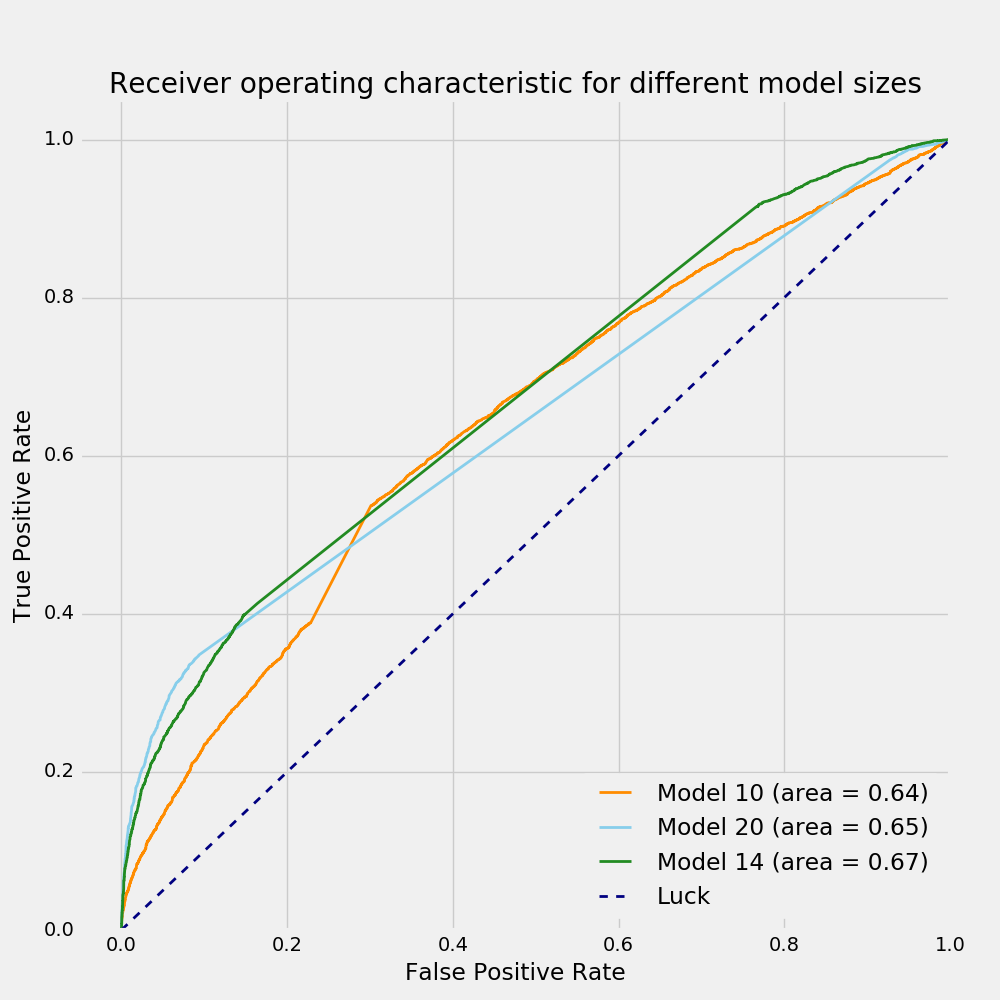 Receiver operating characteristic for different model sizes
1.0
0.8
0.6
0.4
0.2
0.0
True Positive Rate
Model 10 (area = 0.64)
Model 20 (area = 0.65)
Model 14 (area = 0.67)
Luck
0.0 0.2 0.4 0.6 0.8 1.0
False Positive Rate